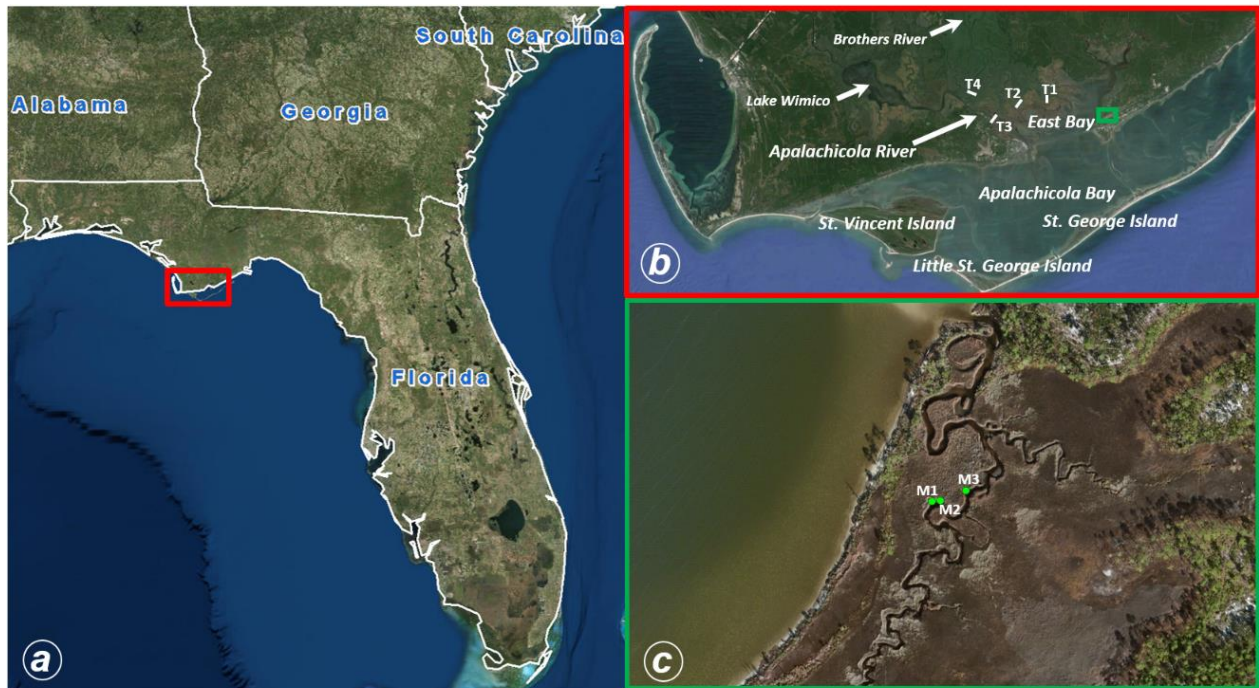 South Carolina
Alabama
Georgia
Florida
a
Brothers River
Lake Wimico
T4
T2
T1
T3
East Bay
Apalachicola River
Apalachicola Bay
St. Vincent Island
St. George Island
Little St. George Island
b
M3
M1
M2
c